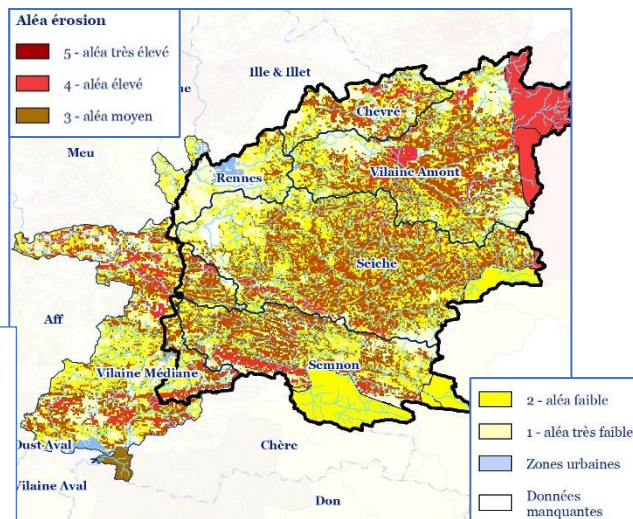 Aléa érosion
5 - aléa très élevé
4 - aléa élevé
3 - aléa moyen
Ille & Illet
ne
Meu
Chevré
Rennes
Vilaine Amont
Seiche
Aff
Vilaine Médiane
Semnon
Oust Aval
Vilaine Aval
Chère
Don
2 - aléa faible
1 - aléa très faible
Zones urbaines
Données
manquantes